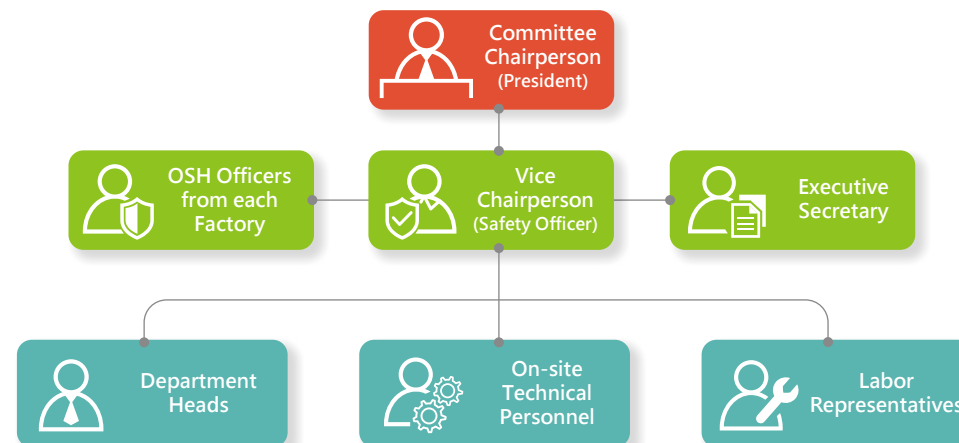 Committee
Chairperson
(President)
OSH Officers
from each
Factory
Vice
Chairperson
(Safety Officer)
Executive
Secretary
Department
Heads
On-site
Technical
Personnel
Labor
Representatives